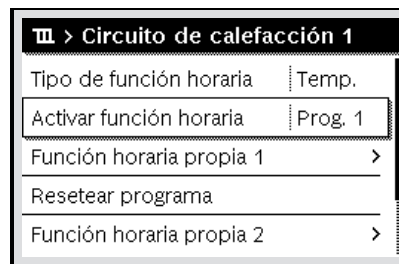 > Circuito de calefacción 1
Tipo de función horaria Temp.
Activar función horaria Prog. 1
Función horaria propia 1 >
Resetear programa
Función horaria propia 2 >